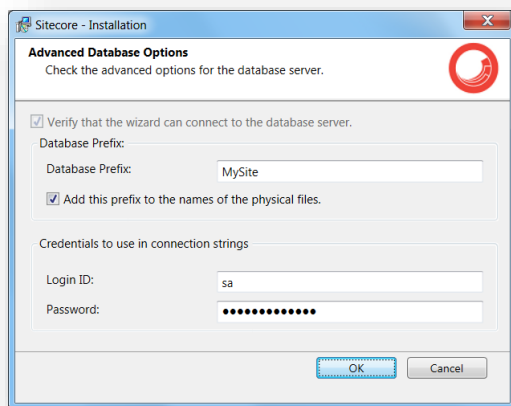 Sitecore - Installation
Advanced Database Options
Check the advanced options for the database server.
Verify that the wizard can connect to the database server.
Database Prefix:
Database Prefix: MySite
Add this prefix to the names of the physical files.
Credentials to use in connection strings
Login ID: sa
Password: ●●●●●●●●●●●●●
OK Cancel